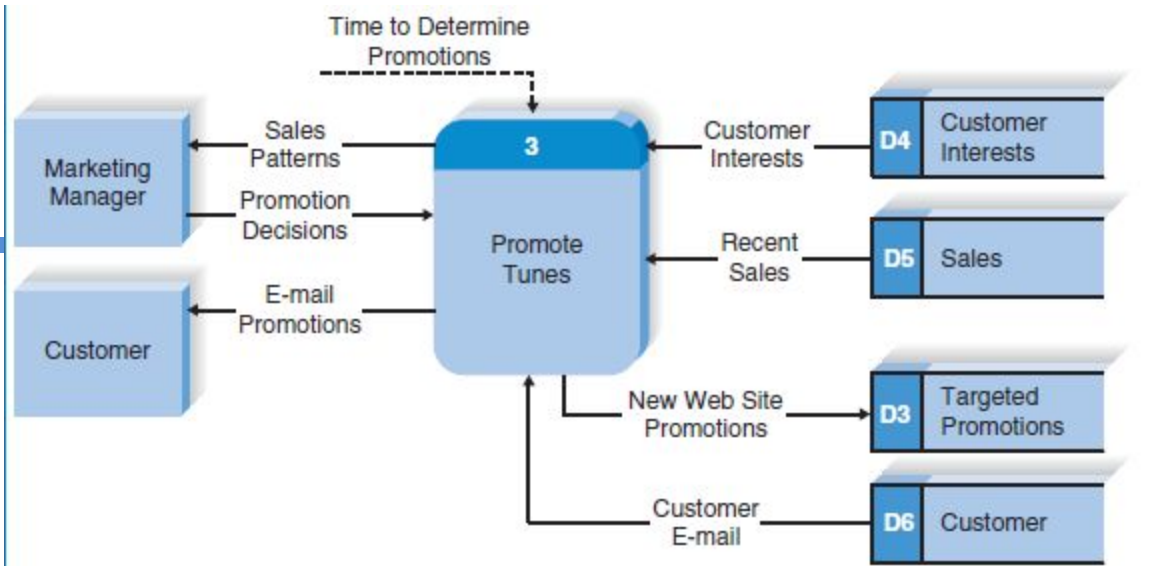 Time to Determine
Promotions
Marketing
Manager
Sales
Patterns
Promotion
Decisions
3
Promote
Tunes
Customer
Interests
D4
Customer
Interests
Recent
Sales
D5
Sales
Customer
E-mail
Promotions
New Web Site
Promotions
D3
Targeted
Promotions
Customer
E-mail
D6
Customer